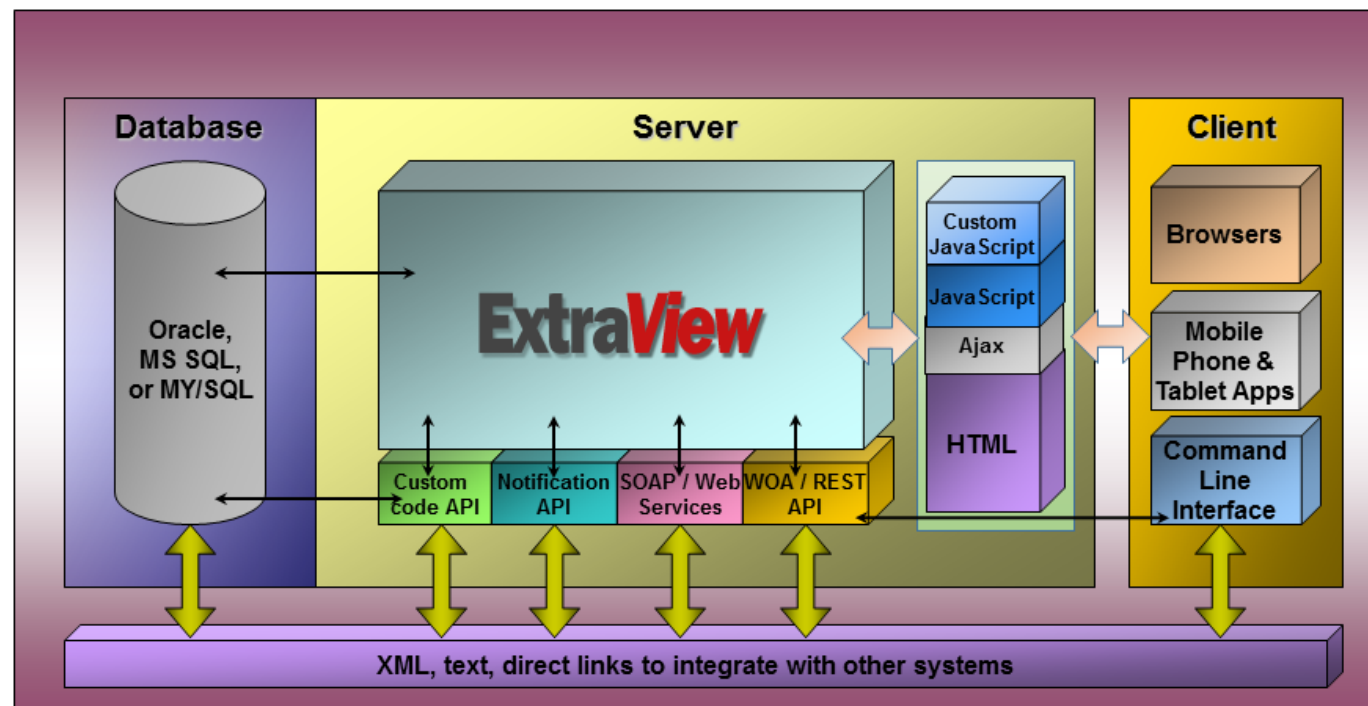 Database
Server
Client
Oracle,
MS SQL,
or MY/SQL
ExtraView
Custom
JavaScript
JavaScript
Ajax
HTML
Browsers
Mobile
Phone &
Tablet Apps
Command
Line
Interface
Custom
code API
Notification
API
SOAP / Web
Services
WOA / REST
API
XML, text, direct links to integrate with other systems